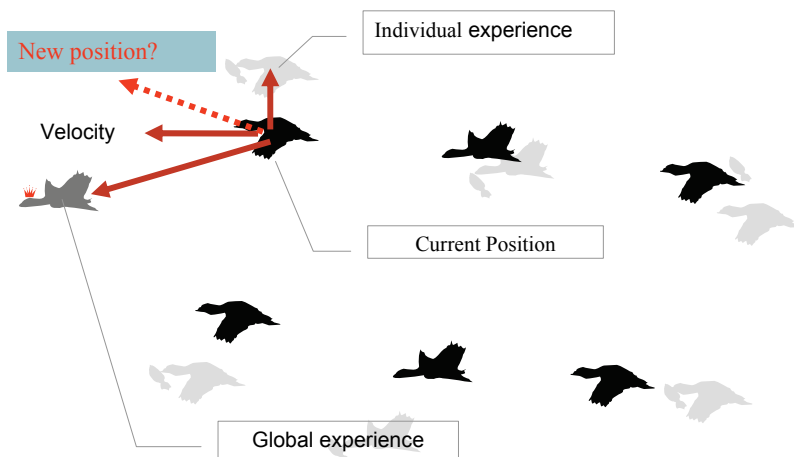 Individual experience
New position?
Velocity
Current Position
Global experience